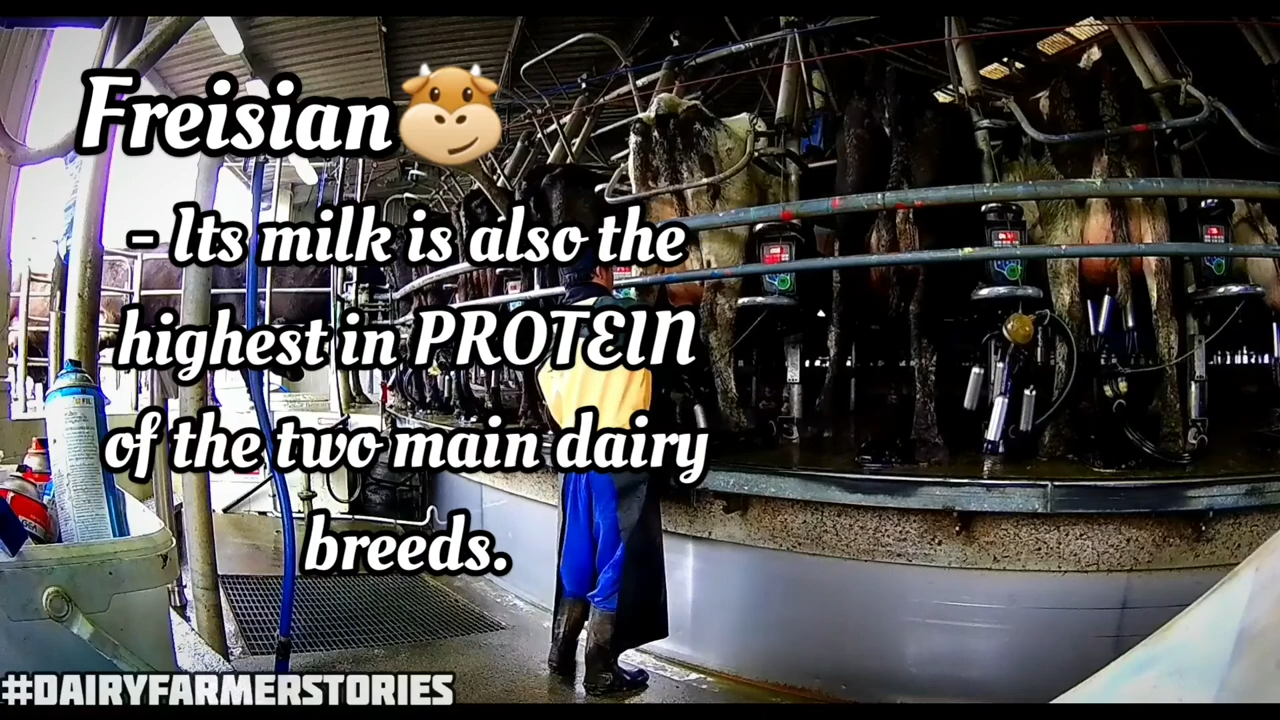 Freisian🐮
- Its milk is also the
highest in PROTEIN
of the two main dairy
breeds.
#DAIRYFARMERSTORIES